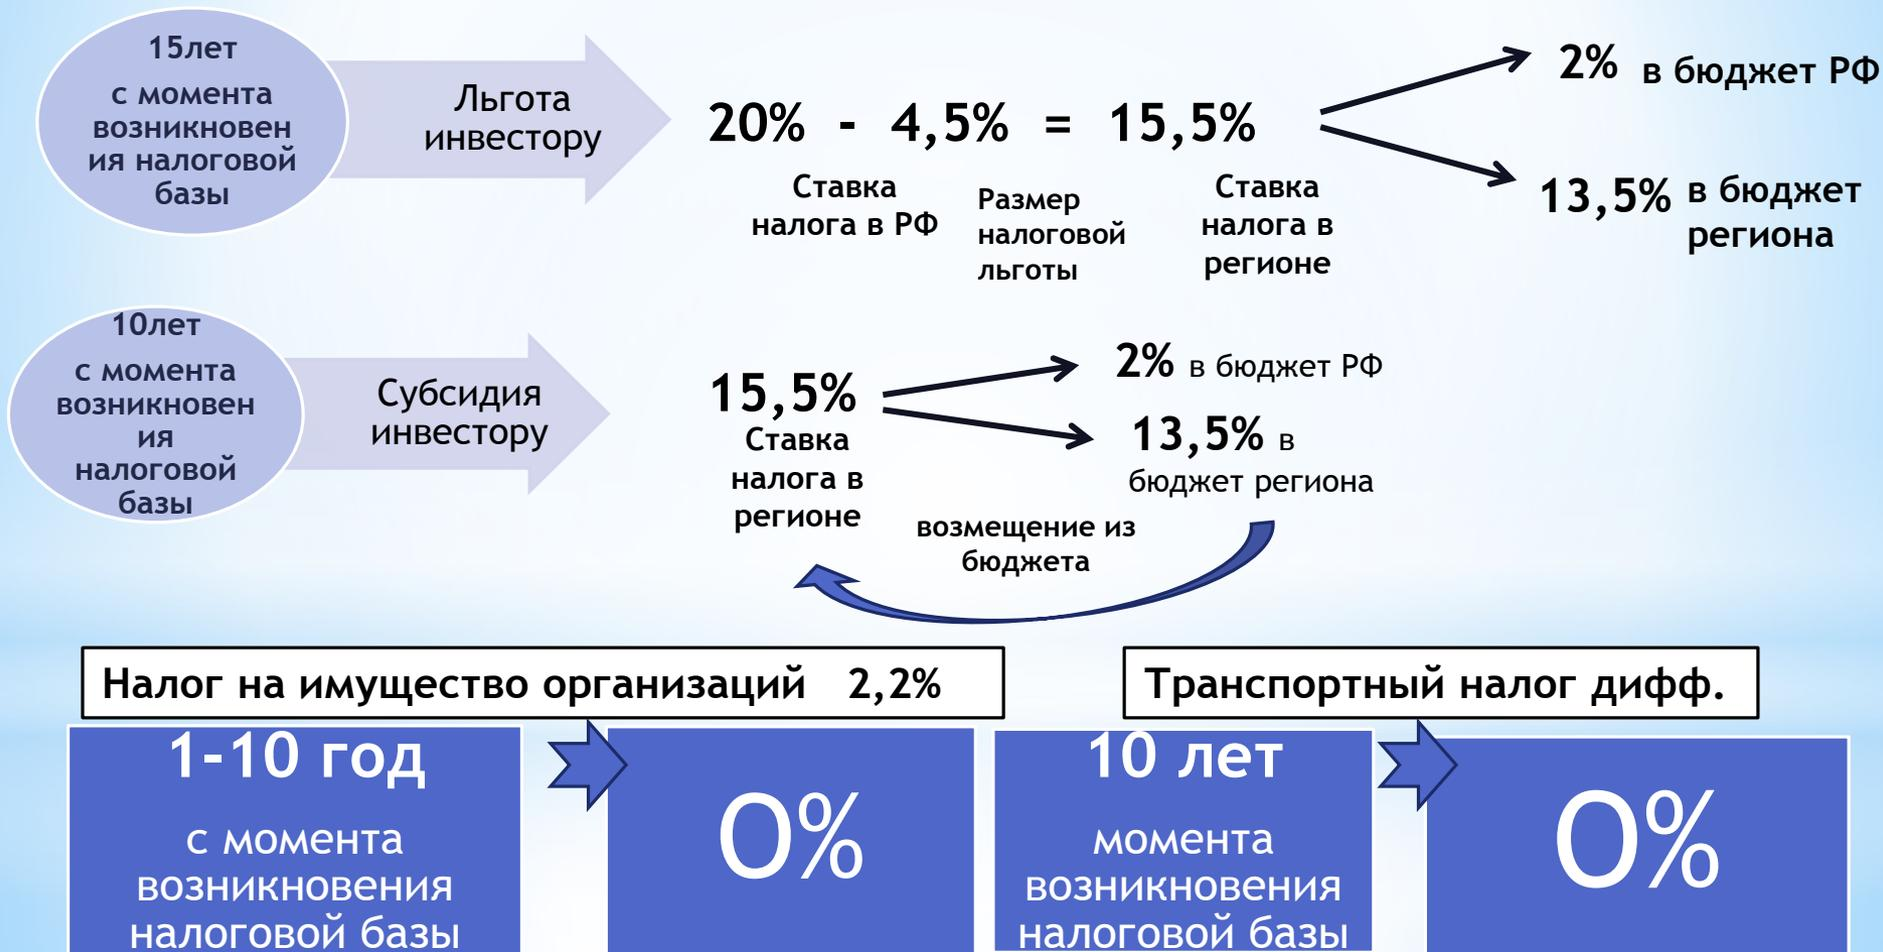 15лет
с момента
возникновен
ия налоговой
базы
Льгота
инвестору
20% - 4,5% = 15,5%
Ставка
налога в РФ
Размер
налоговой
льготы
Ставка
налога в
регионе
2% в бюджет РФ
13,5% в бюджет
региона
10лет
с момента
возникновен
ия
налоговой
базы
Субсидия
инвестору
15,5%
Ставка
налога в
регионе
2% в бюджет РФ
13,5% в
бюджет региона
возмещение из
бюджета
Налог на имущество организаций 2,2%
1-10 год
с момента
возникновения
налоговой базы
0%
Транспортный налог дифф.
10 лет
момента
возникновения
налоговой базы
0%